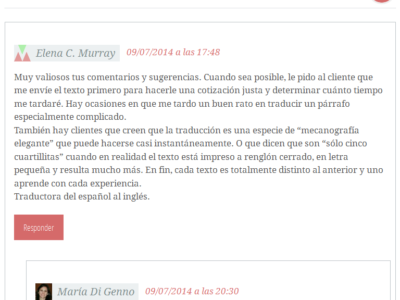 Elena C. Murray 09/07/2014 a las 17:48
Muy valiosos tus comentarios y sugerencias. Cuando sea posible, le pido al cliente que
me envíe el texto primero para hacerle una cotización justa y determinar cuánto tiempo
me tardaré. Hay ocasiones en que me tardo un buen rato en traducir un párrafo
especialmente complicado.
También hay clientes que creen que la traducción es una especie de “mecanografía
elegante” que puede hacerse casi instantáneamente. O que dicen que son “sólo cinco
cuartillitas” cuando en realidad el texto está impreso a renglón cerrado, en letra
pequeña y resulta mucho más. En fin, cada texto es totalmente distinto al anterior y uno
aprende con cada experiencia.
Traductora del español al inglés.
Responder
María Di Genno 09/07/2014 a las 20:30